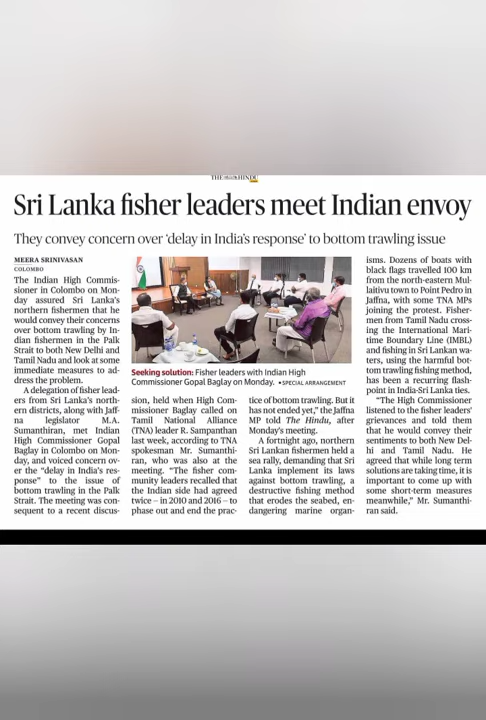 THE HINDU
Sri Lanka fisher leaders meet Indian envoy
They convey concern over ‘delay in India’s response’ to bottom trawling issue
MEERA SRINIVASAN
COLOMBO
The Indian High Commis-
sioner in Colombo on Mon-
day assured Sri Lanka’s
northern fishermen that he
would convey their concerns
over bottom trawling by In-
dian fishermen in the Palk
Strait to both New Delhi and
Tamil Nadu and look at some
immediate measures to ad-
dress the problem.
A delegation of fisher lead-
ers from Sri Lanka’s north-
ern districts, along with Jaff-
na legislator M.A.
Sumanthiran, met Indian
High Commissioner Gopal
Baglay in Colombo on Mon-
day, and voiced concern ov-
er the “delay in India’s res-
ponse” to the issue of
bottom trawling in the Palk
Strait. The meeting was con-
sequent to a recent discus-
Seeking solution: Fisher leaders with Indian High
Commissioner Gopal Baglay on Monday. • SPECIAL ARRANGEMENT
sion, held when High Com-
missioner Baglay called on
Tamil National Alliance
(TNA) leader R. Sampanthan
last week, according to TNA
spokesman Mr. Sumanthi-
ran, who was also at the
meeting. “The fisher com-
munity leaders recalled that
the Indian side had agreed
twice – in 2010 and 2016 – to
phase out and end the prac-
tice of bottom trawling. But it
has not ended yet,” the Jaffna
MP told The Hindu, after
Monday’s meeting.
A fortnight ago, northern
Sri Lankan fishermen held a
sea rally, demanding that Sri
Lanka implement its laws
against bottom trawling, a
destructive fishing method
that erodes the seabed, en-
dangering marine organ-
isms. Dozens of boats with
black flags travelled 100 km
from the north-eastern Mul-
laitivu town to Point Pedro in
Jaffna, with some TNA MPs
joining the protest. Fisher-
men from Tamil Nadu cross-
ing the International Mari-
time Boundary Line (IMBL)
and fishing in Sri Lankan wa-
ters, using the harmful bot-
tom trawling fishing method,
has been a recurring flash-
point in India-Sri Lanka ties.
“The High Commissioner
listened to the fisher leaders’
grievances and told them
that he would convey their
sentiments to both New Del-
hi and Tamil Nadu. He
agreed that while long term
solutions are taking time, it is
important to come up with
some short-term measures
meanwhile,” Mr. Sumanthi-
ran said.